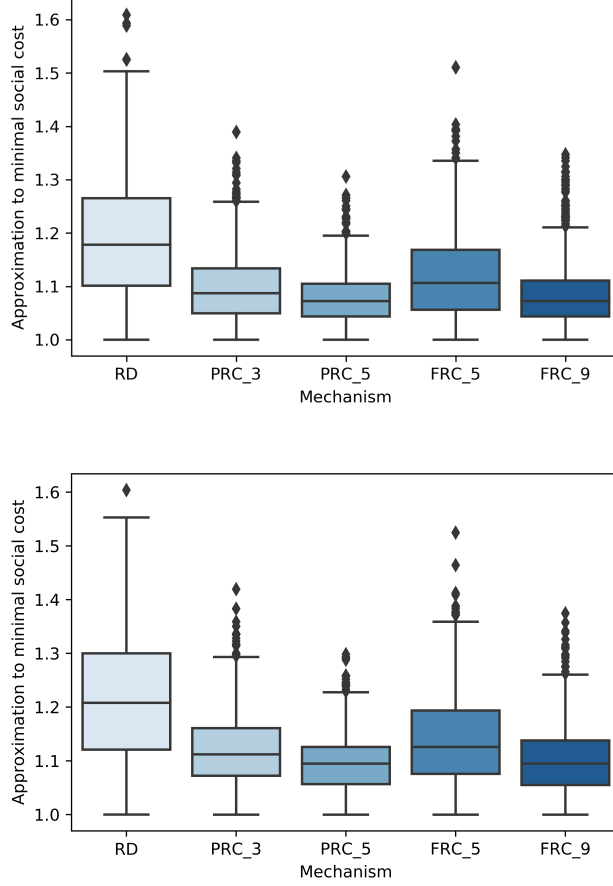 Approximation to minimal social cost
1.6
1.5
1.4
1.3
1.2
1.1
1.0
RD PRC_3 PRC_5 FRC_5 FRC_9
Mechanism
Approximation to minimal social cost
1.6
1.5
1.4
1.3
1.2
1.1
1.0
RD PRC_3 PRC_5 FRC_5 FRC_9
Mechanism